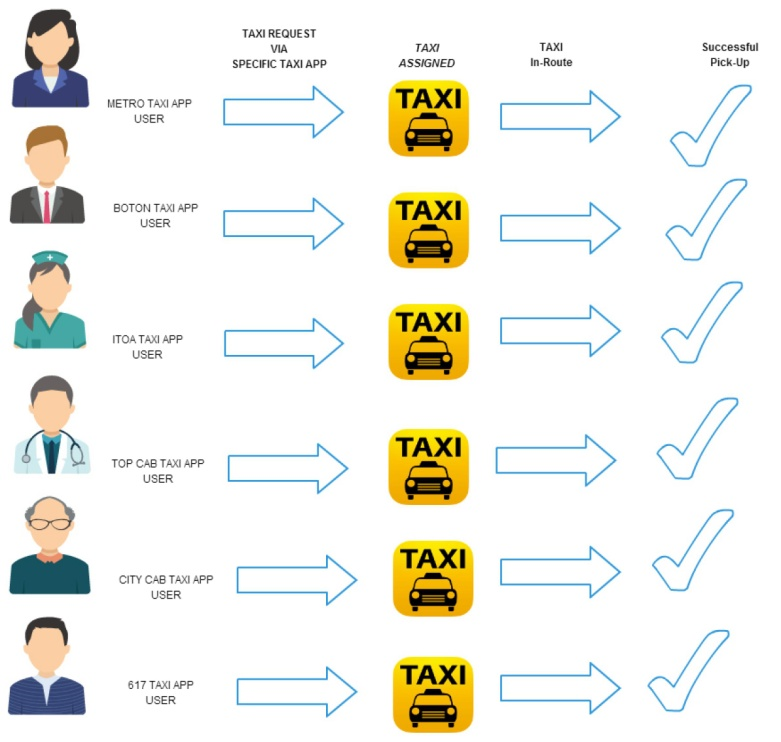 TAXI REQUEST
VIA
SPECIFIC TAXI APP
TAXI
ASSIGNED
TAXI
In-Route
Successful
Pick-Up
METRO TAXI APP
USER
TAXI
BOTON TAXI APP
USER
TAXI
ITOA TAXI APP
USER
TAXI
TOP CAB TAXI APP
USER
TAXI
CITY CAB TAXI APP
USER
TAXI
617 TAXI APP
USER
TAXI